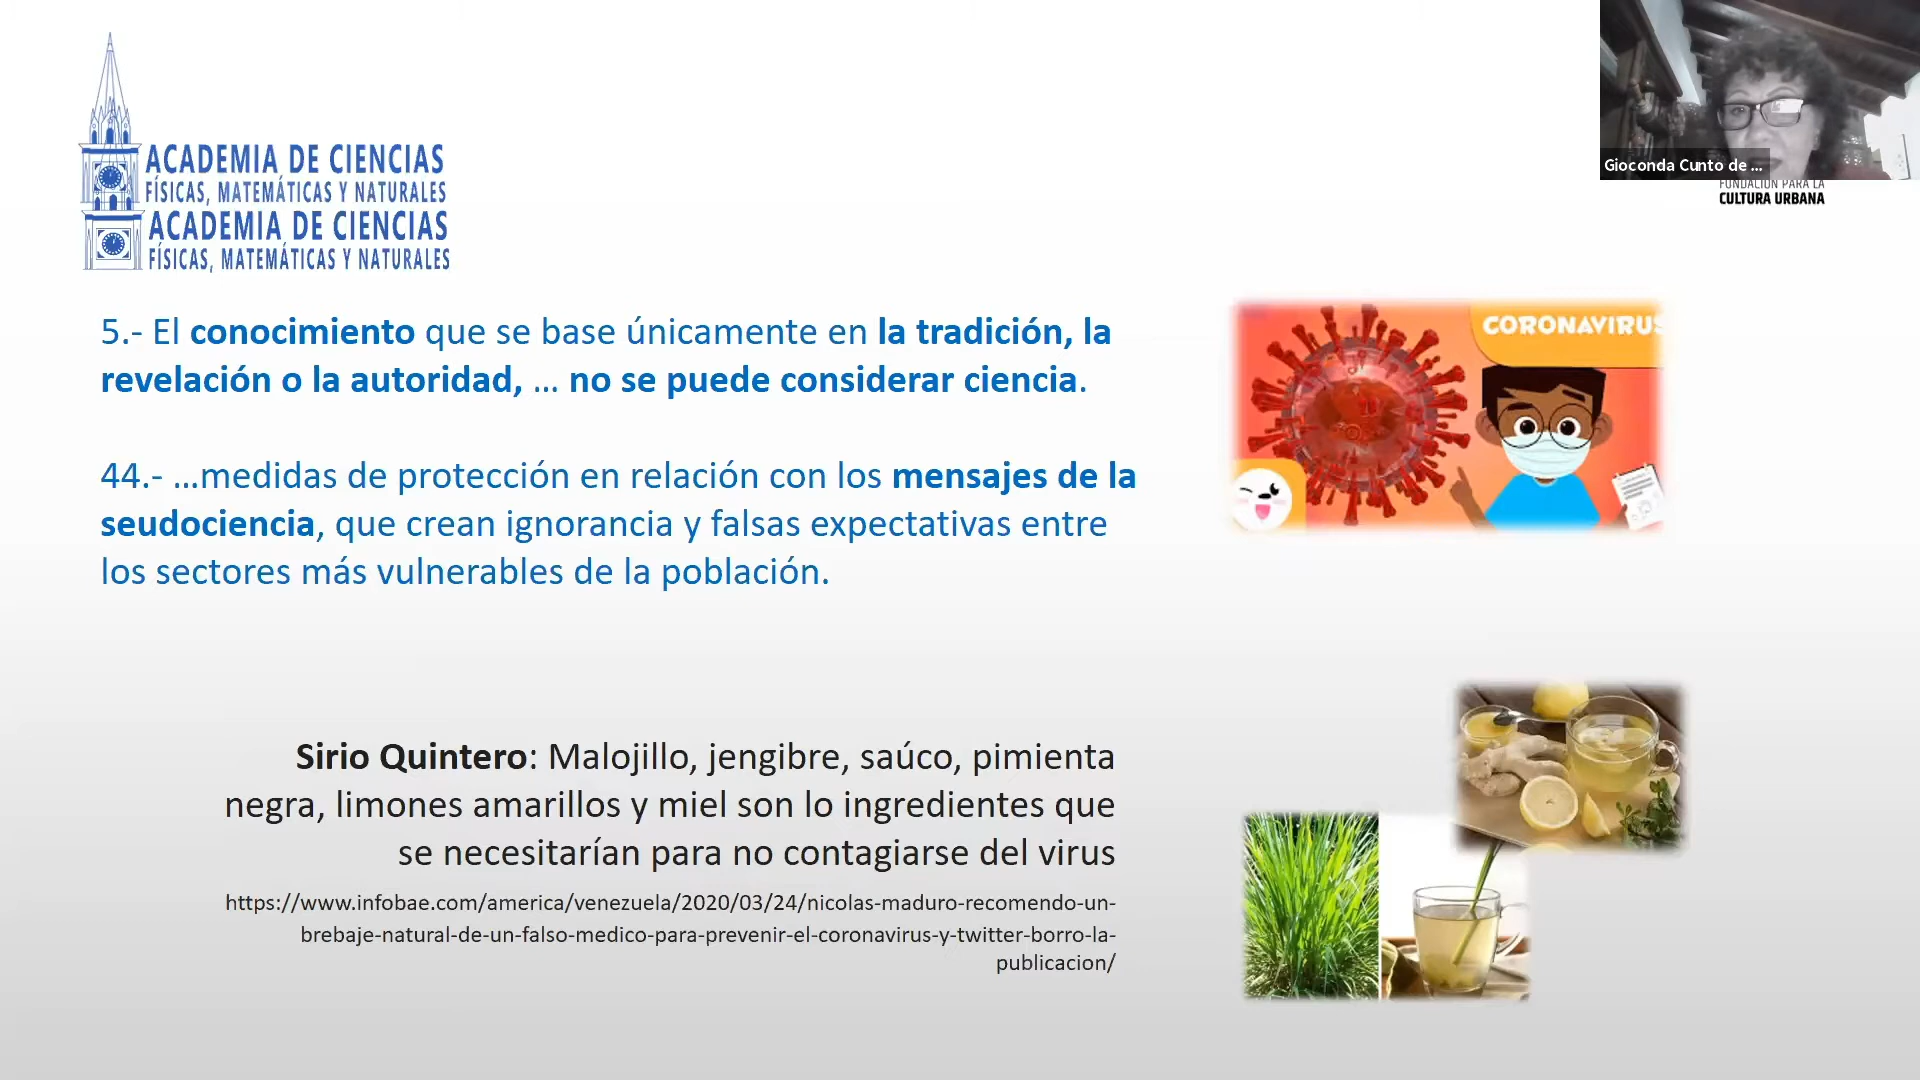 ACADEMIA DE CIENCIAS
FÍSICAS, MATEMÁTICAS Y NATURALES
ACADEMIA DE CIENCIAS
FÍSICAS, MATEMÁTICAS Y NATURALES
Gioconda Cunto de ...
FUNDACIÓN PARA LA
CULTURA URBANA
5.- El conocimiento que se base únicamente en la tradición, la
revelación o la autoridad, ... no se puede considerar ciencia.
CORONAVIRUS
44.- ...medidas de protección en relación con los mensajes de la
seudociencia, que crean ignorancia y falsas expectativas entre
los sectores más vulnerables de la población.
Sirio Quintero: Malojillo, jengibre, saúco, pimienta
negra, limones amarillos y miel son lo ingredientes que
se necesitarían para no contagiarse del virus
https://www.infobae.com/america/venezuela/2020/03/24/nicolas-maduro-recomendo-un-
brebaje-natural-de-un-falso-medico-para-prevenir-el-coronavirus-y-twitter-borro-la-
publicacion/